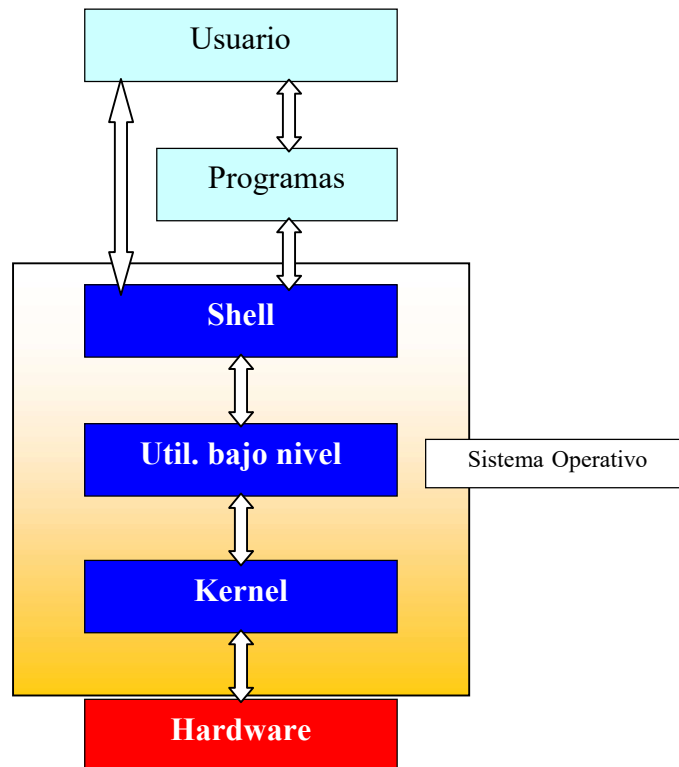 Usuario
Programas
Shell
Util. bajo nivel
Sistema Operativo
Kernel
Hardware